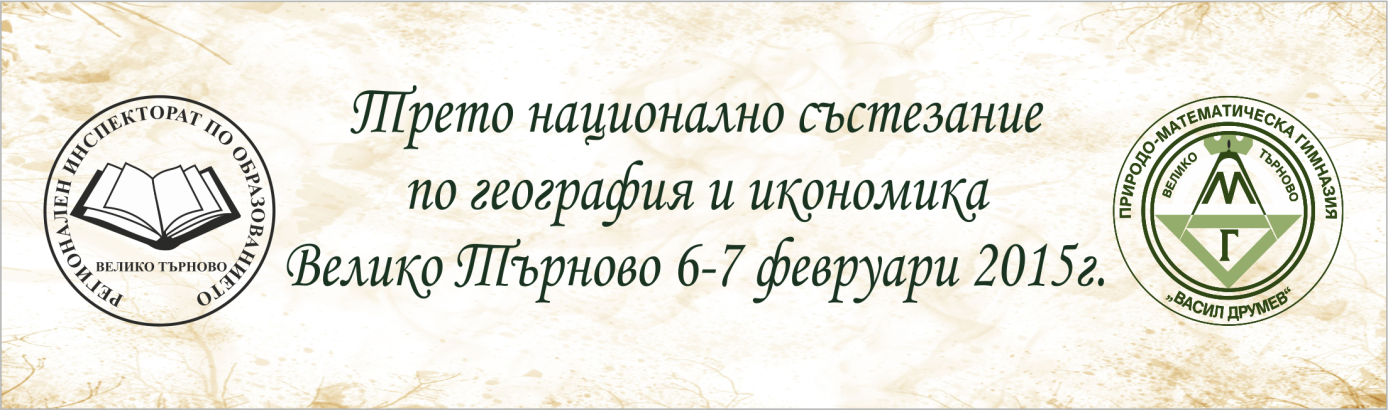 РЕГИОНАЛЕН ИНСПЕКТОРАТ ПО ОБРАЗОВАНИЕТО
ВЕЛИКО ТЪРНОВО
Трето национално състезание
по география и икономика
Велико Търново 6-7 февруари 2015г.
ПРИРОДО-МАТЕМАТИЧЕСКА ГИМНАЗИЯ
ВЕЛИКО ТЪРНОВО
М
Г
„ВАСИЛ ДРУМЕВ“